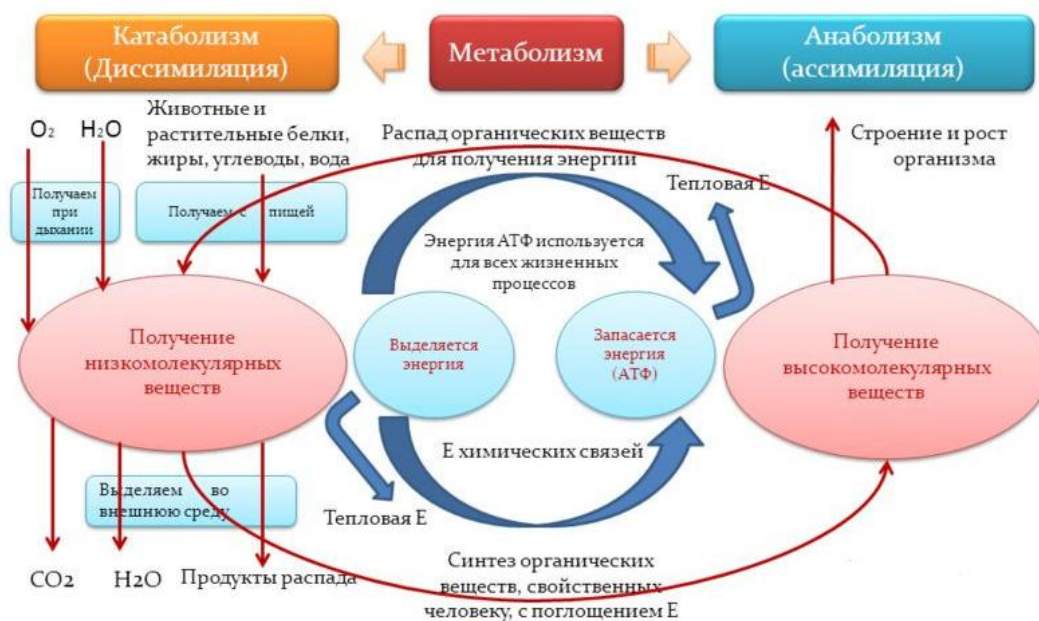 Катаболизм
(Диссимиляция)
Метаболизм
Анаболизм
(ассимиляция)
O₂
H₂O
Животные и
растительные белки,
жиры, углеводы, вода
Распад органических веществ
для получения энергии
Строение и рост
организма
Тепловая Е
Получаем
при
дыхании
Получаем с пищей
Энергия АТФ используется
для всех жизненных
процессов
Получение
низкомолекулярных
веществ
Выделяется
энергия
Запасается
энергия
(АТФ)
Получение
высокомолекулярных
веществ
Е химических связей
Выделяем во
внешнюю среду
Тепловая Е
CO2
H2O
Продукты распада
Синтез органических
веществ, свойственных
человеку, с поглощением Е